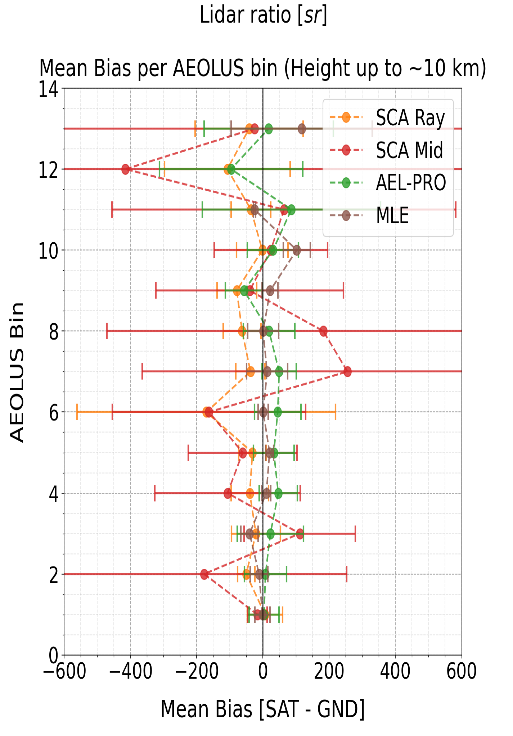 Lidar ratio [sr]
Mean Bias per AEOLUS bin (Height up to ~10 km)
14
12
10
8
6
4
2
0
AEOLUS Bin
SCA Ray
SCA Mid
AEL-PRO
MLE
−600 −400 −200 0 200 400 600
Mean Bias [SAT - GND]